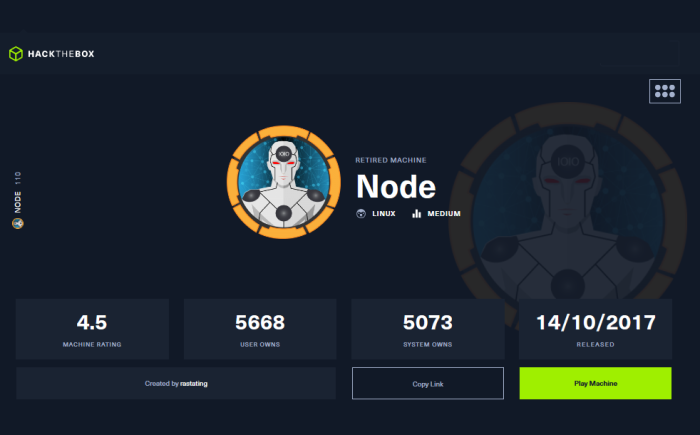 HACKTHEBOX
NODE 110
RETIRED MACHINE
Node
LINUX MEDIUM
4.5 5668 5073 14/10/2017
MACHINE RATING USER OWNS SYSTEM OWNS RELEASED
Created by rastating Copy Link Play Machine